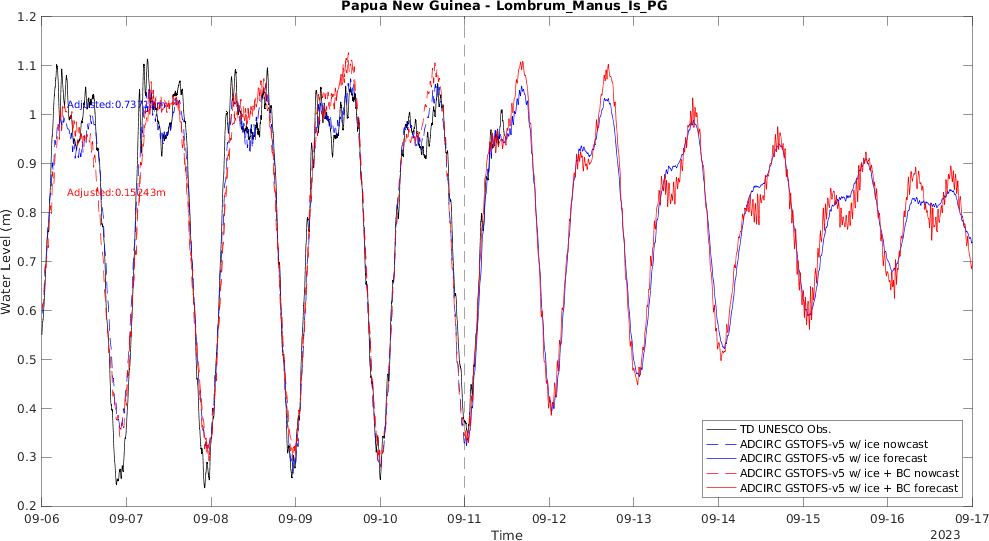 Papua New Guinea - Lombrum_Manus_Is_PG
1.2
1.1
1
0.9
0.8
0.7
0.6
0.5
0.4
0.3
0.2
Water Level (m)
Adjusted:0.15243m
TD UNESCO Obs.
ADCIRC GSTOFS-v5 w/ ice nowcast
ADCIRC GSTOFS-v5 w/ ice forecast
ADCIRC GSTOFS-v5 w/ ice + BC nowcast
ADCIRC GSTOFS-v5 w/ ice + BC forecast
09-06 09-07 09-08 09-09 09-10 09-11 09-12 09-13 09-14 09-15 09-16 09-17
Time
2023